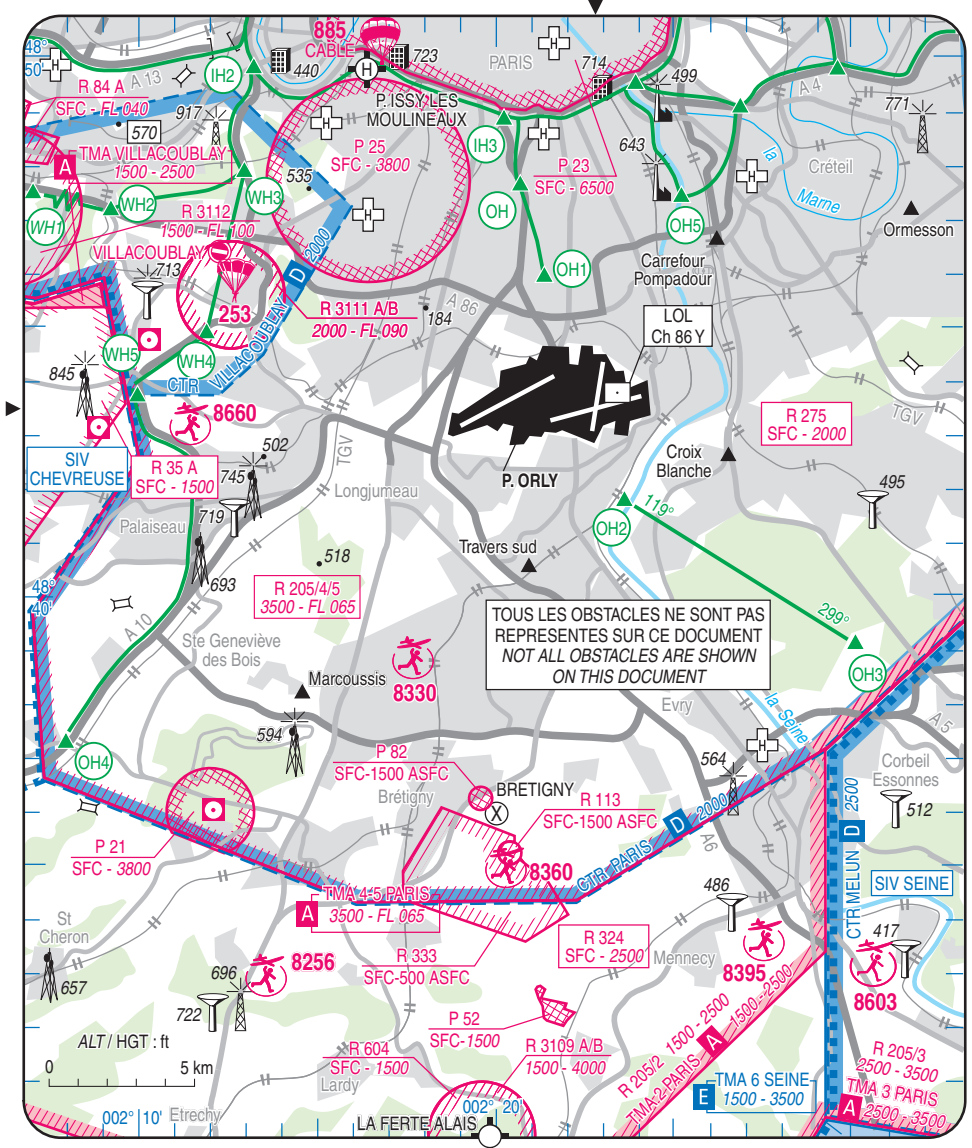 48°
50'
A 13
885
CABLE
440
723
PARIS
714
499
A 4
R 84 A
SFC - FL 040
IH2
P. ISSY LES
MOULINEAUX
917
570
771
TMA VILLACOUBLAY
A
1500 - 2500
P 25
SFC - 3800
IH3
643
P 23
SFC - 6500
la
Marne
Créteil
535
WH1
WH2
WH3
OH
OH5
R 3112
1500 - FL 100
Ormesson
VILLACOUBLAY
713
253
D
2000
OH1
Carrefour
Pompadour
R 3111 A/B
2000 - FL 090
A 86
184
LOL
Ch 86 Y
WH5
WH4
845
CTR VILLACOUBLAY
8660
TGV
R 275
SFC - 2000
SIV
CHEVREUSE
R 35 A
SFC - 1500
502
745
TGV
P. ORLY
Croix
Blanche
495
Longjumeau
719
Palaiseau
OH2
119°
Travers sud
693
518
48°
40'
R 205/4/5
3500 - FL 065
TOUS LES OBSTACLES NE SONT PAS
REPRESENTES SUR CE DOCUMENT
NOT ALL OBSTACLES ARE SHOWN
ON THIS DOCUMENT
299°
A 10
Ste Geneviève
des Bois
8330
OH3
Marcoussis
Evry
la Seine
594
A 5
OH4
P 82
SFC-1500 ASFC
564
Corbeil
Essonnes
Brétigny
BRETIGNY
X
R 113
SFC-1500 ASFC
2500
512
P 21
SFC - 3800
D
2000
A6
D
8360
CTR PARIS
TMA 4-5 PARIS
A
3500 - FL 065
486
CTR MELUN
SIV SEINE
St
Cheron
R 324
SFC - 2500
417
R 333
SFC-500 ASFC
Mennecy
8395
8603
8256
657
696
722
P 52
SFC-1500
R 205/2 1500 - 2500
TMA 2 PARIS A 1500 - 2500
ALT / HGT : ft
0 5 km
R 604
SFC - 1500
R 3109 A/B
1500 - 4000
R 205/3
2500 - 3500
Lardy
E
TMA 6 SEINE
1500 - 3500
TMA 3 PARIS
A
2500 - 3500
002° 10'
Etrechy
002° 20'
LA FERTE ALAIS
H